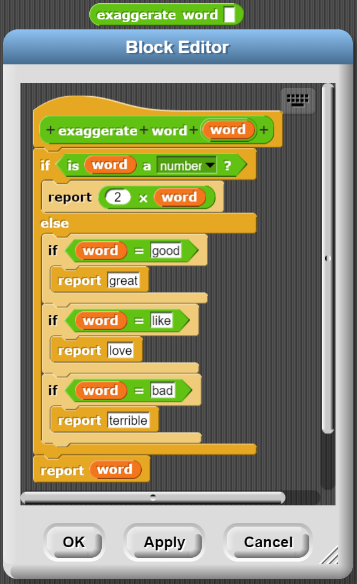 exaggerate word
Block Editor
+ exaggerate + word + word +
if is word a number ?
report 2 x word
else
if word = good
report great
if word = like
report love
if word = bad
report terrible
report word
OK Apply Cancel